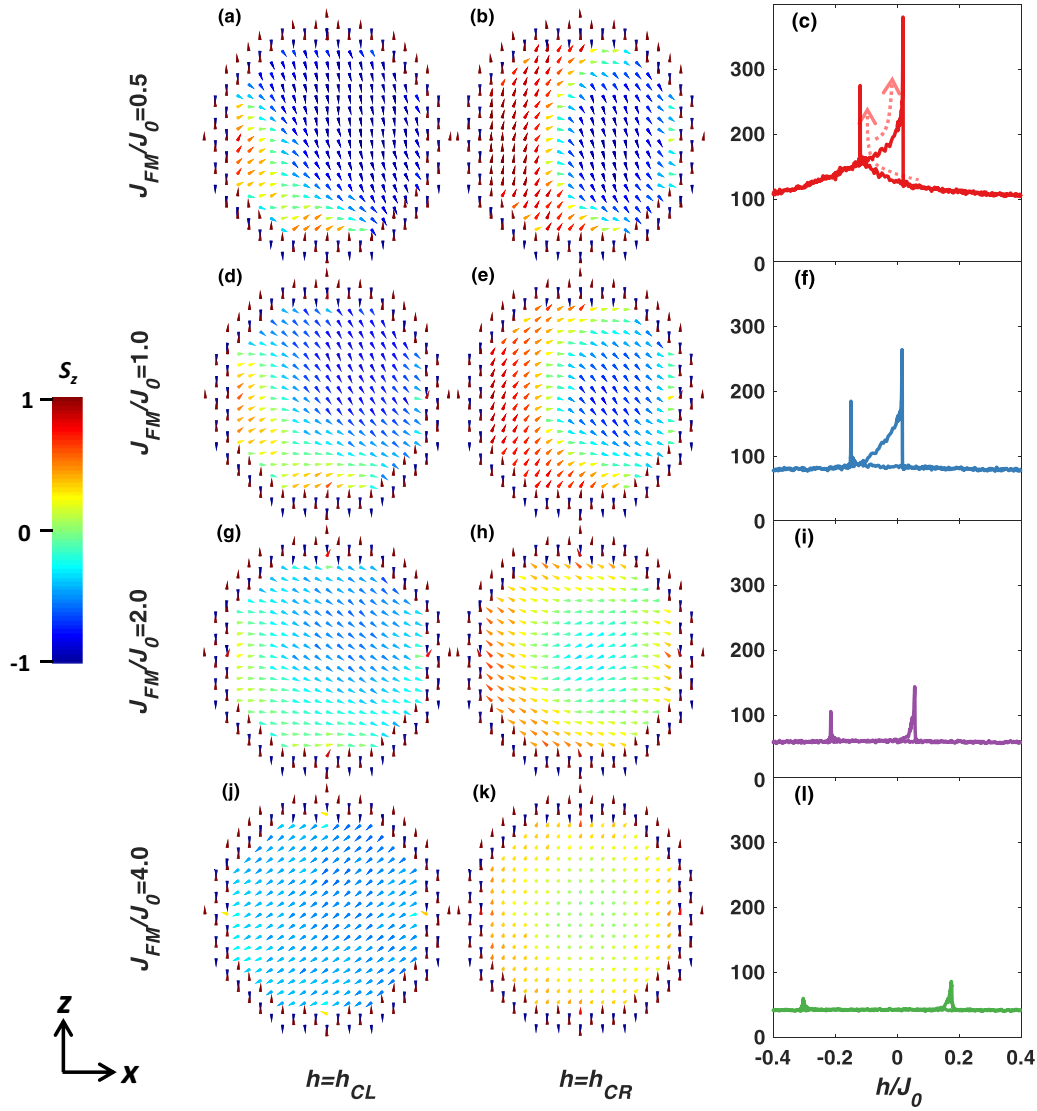 (a)
(b)
(c)
J_FM/J_0=0.5
300
200
100
0
(d)
(e)
(f)
J_FM/J_0=1.0
300
200
100
0
S_z
1
0
-1
(g)
(h)
(i)
J_FM/J_0=2.0
300
200
100
0
(j)
(k)
(l)
J_FM/J_0=4.0
300
200
100
0
-0.4 -0.2 0 0.2 0.4
z
x
h=h_CL
h=h_CR
h/J_0